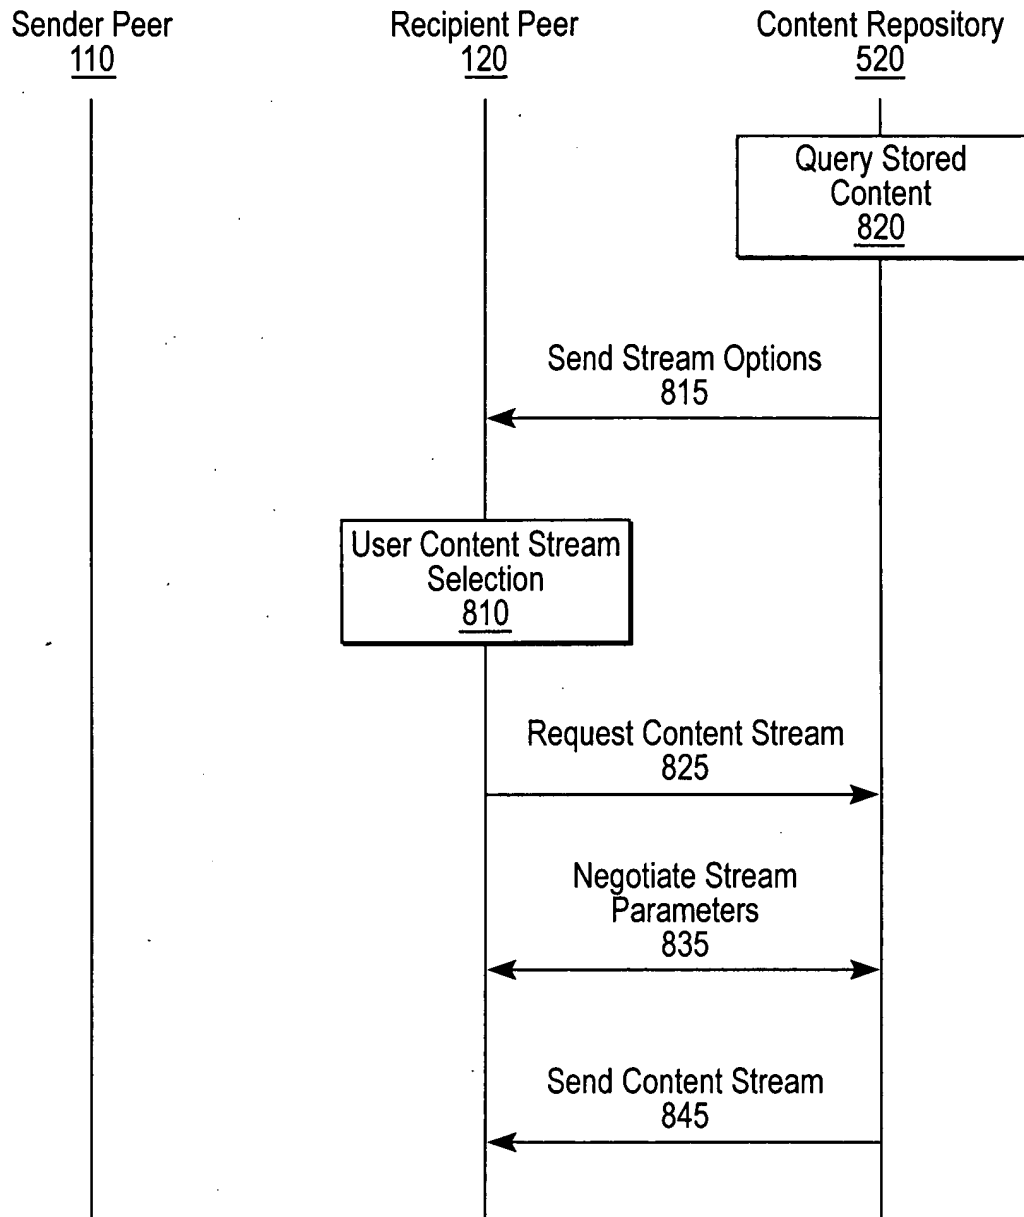 Sender Peer
110
Recipient Peer
120
Content Repository
520
Query Stored
Content
820
Send Stream Options
815
User Content Stream
Selection
810
Request Content Stream
825
Negotiate Stream
Parameters
835
Send Content Stream
845